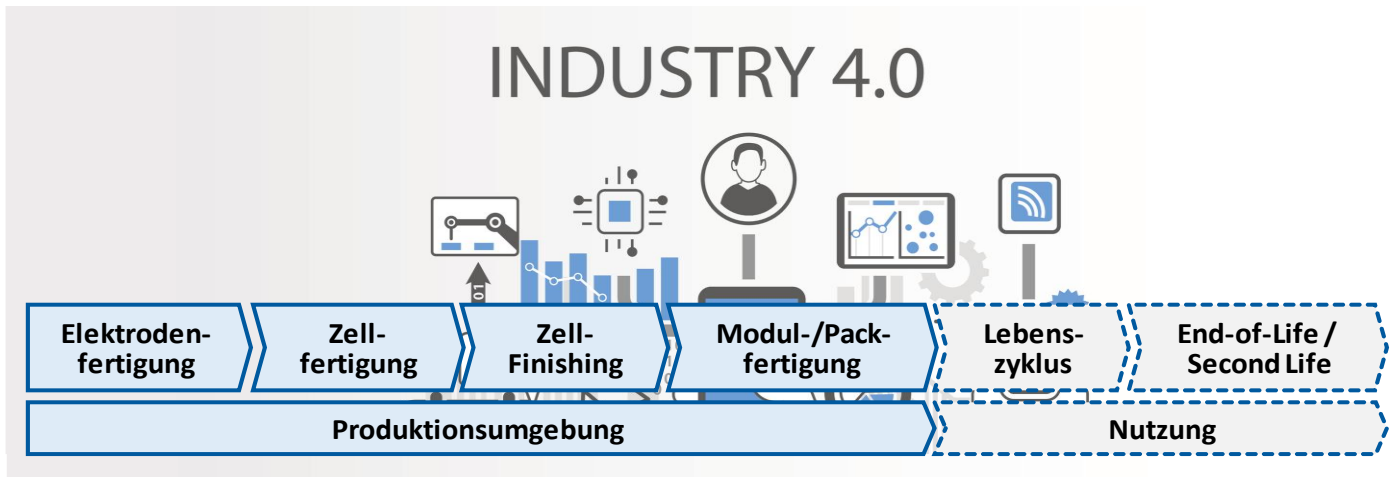 INDUSTRY 4.0
01
Elektroden-
fertigung
Zell-
fertigung
Zell-
Finishing
Modul-/Pack-
fertigung
Lebens-
zyklus
End-of-Life /
Second Life
Produktionsumgebung
Nutzung